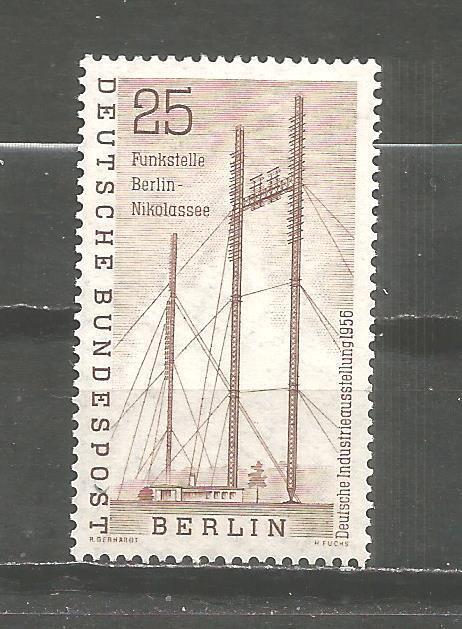 DEUTSCHE BUNDESPOST
25
Funkstelle
Berlin-
Nikolassee
Deutsche Industrieausstellung 1956
BERLIN
R. GERHARDT
H. FUCHS